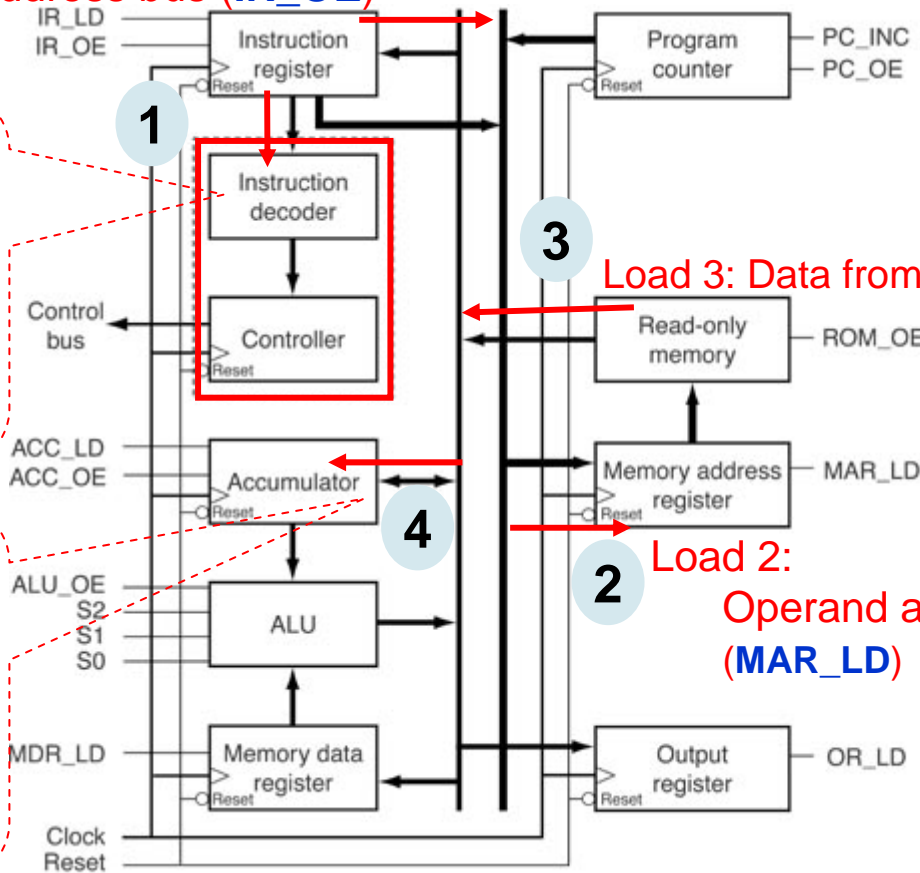 address bus (IR_OE)
IR_LD
IR_OE
Instruction
register
Reset
Program
counter
Reset
PC_INC
PC_OE
1
Instruction
decoder
3
Load 3: Data from
Control
bus
Controller
Reset
Read-only
memory
ROM_OE
ACC_LD
ACC_OE
Accumulator
Reset
4
Memory address
register
Reset
MAR_LD
2
Load 2:
Operand a
(MAR_LD)
ALU_OE
S2
S1
S0
ALU
MDR_LD
Memory data
register
Reset
Output
register
Reset
OR_LD
Clock
Reset